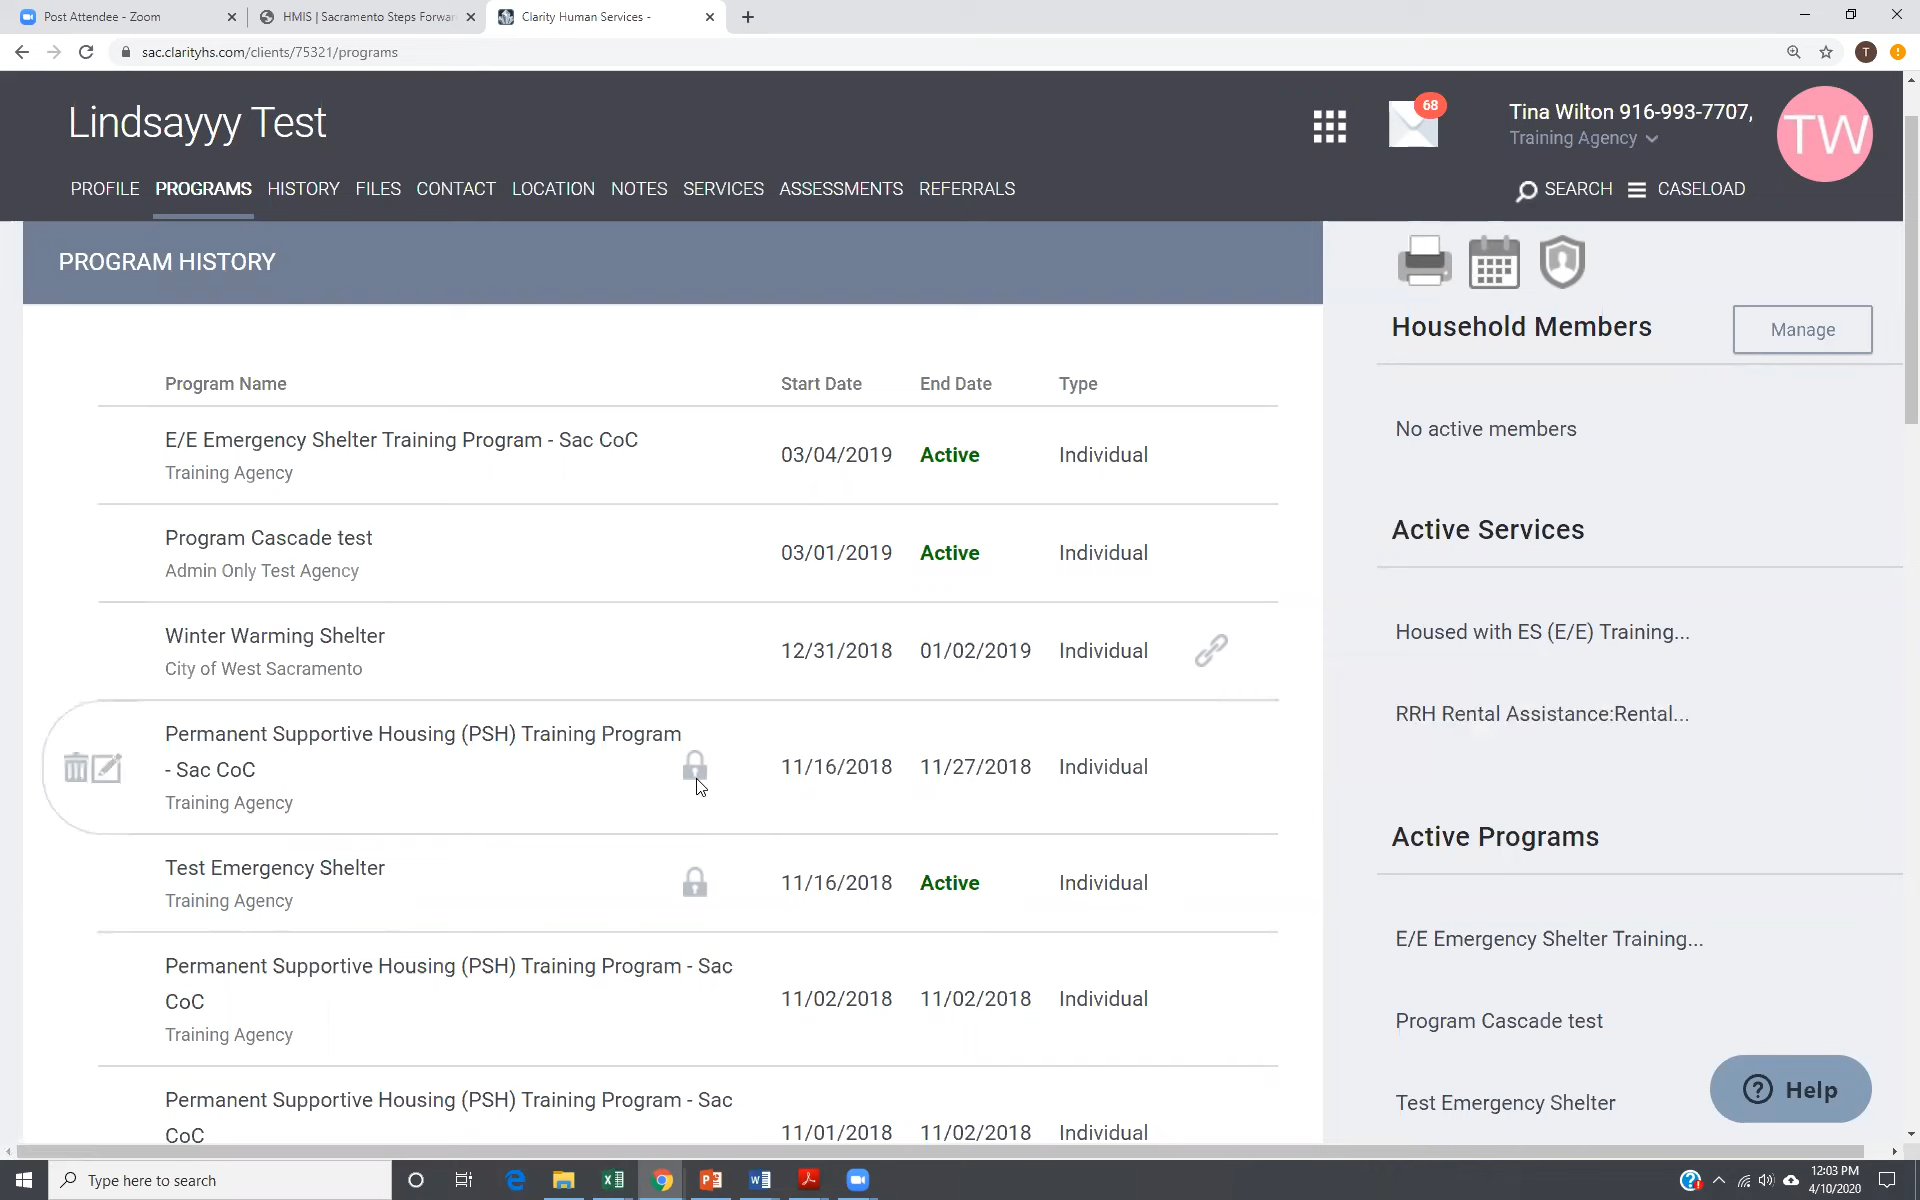 Post Attendee - Zoom
HMIS | Sacramento Steps Forwar
Clarity Human Services -
sac.clarityhs.com/clients/75321/programs
T
Lindsayyy Test
68
Tina Wilton 916-993-7707,
Training Agency
TW
PROFILE PROGRAMS HISTORY FILES CONTACT LOCATION NOTES SERVICES ASSESSMENTS REFERRALS
SEARCH CASELOAD
PROGRAM HISTORY
Program Name Start Date End Date Type
E/E Emergency Shelter Training Program - Sac CoC
Training Agency
03/04/2019 Active Individual
Program Cascade test
Admin Only Test Agency
03/01/2019 Active Individual
Winter Warming Shelter
City of West Sacramento
12/31/2018 01/02/2019 Individual
Permanent Supportive Housing (PSH) Training Program
- Sac CoC
Training Agency
11/16/2018 11/27/2018 Individual
Test Emergency Shelter
Training Agency
11/16/2018 Active Individual
Permanent Supportive Housing (PSH) Training Program - Sac
CoC
Training Agency
11/02/2018 11/02/2018 Individual
Permanent Supportive Housing (PSH) Training Program - Sac
CoC
11/01/2018 11/02/2018 Individual
Household Members
Manage
No active members
Active Services
Housed with ES (E/E) Training...
RRH Rental Assistance:Rental...
Active Programs
E/E Emergency Shelter Training...
Program Cascade test
Test Emergency Shelter
Help
Type here to search
12:03 PM
4/10/2020